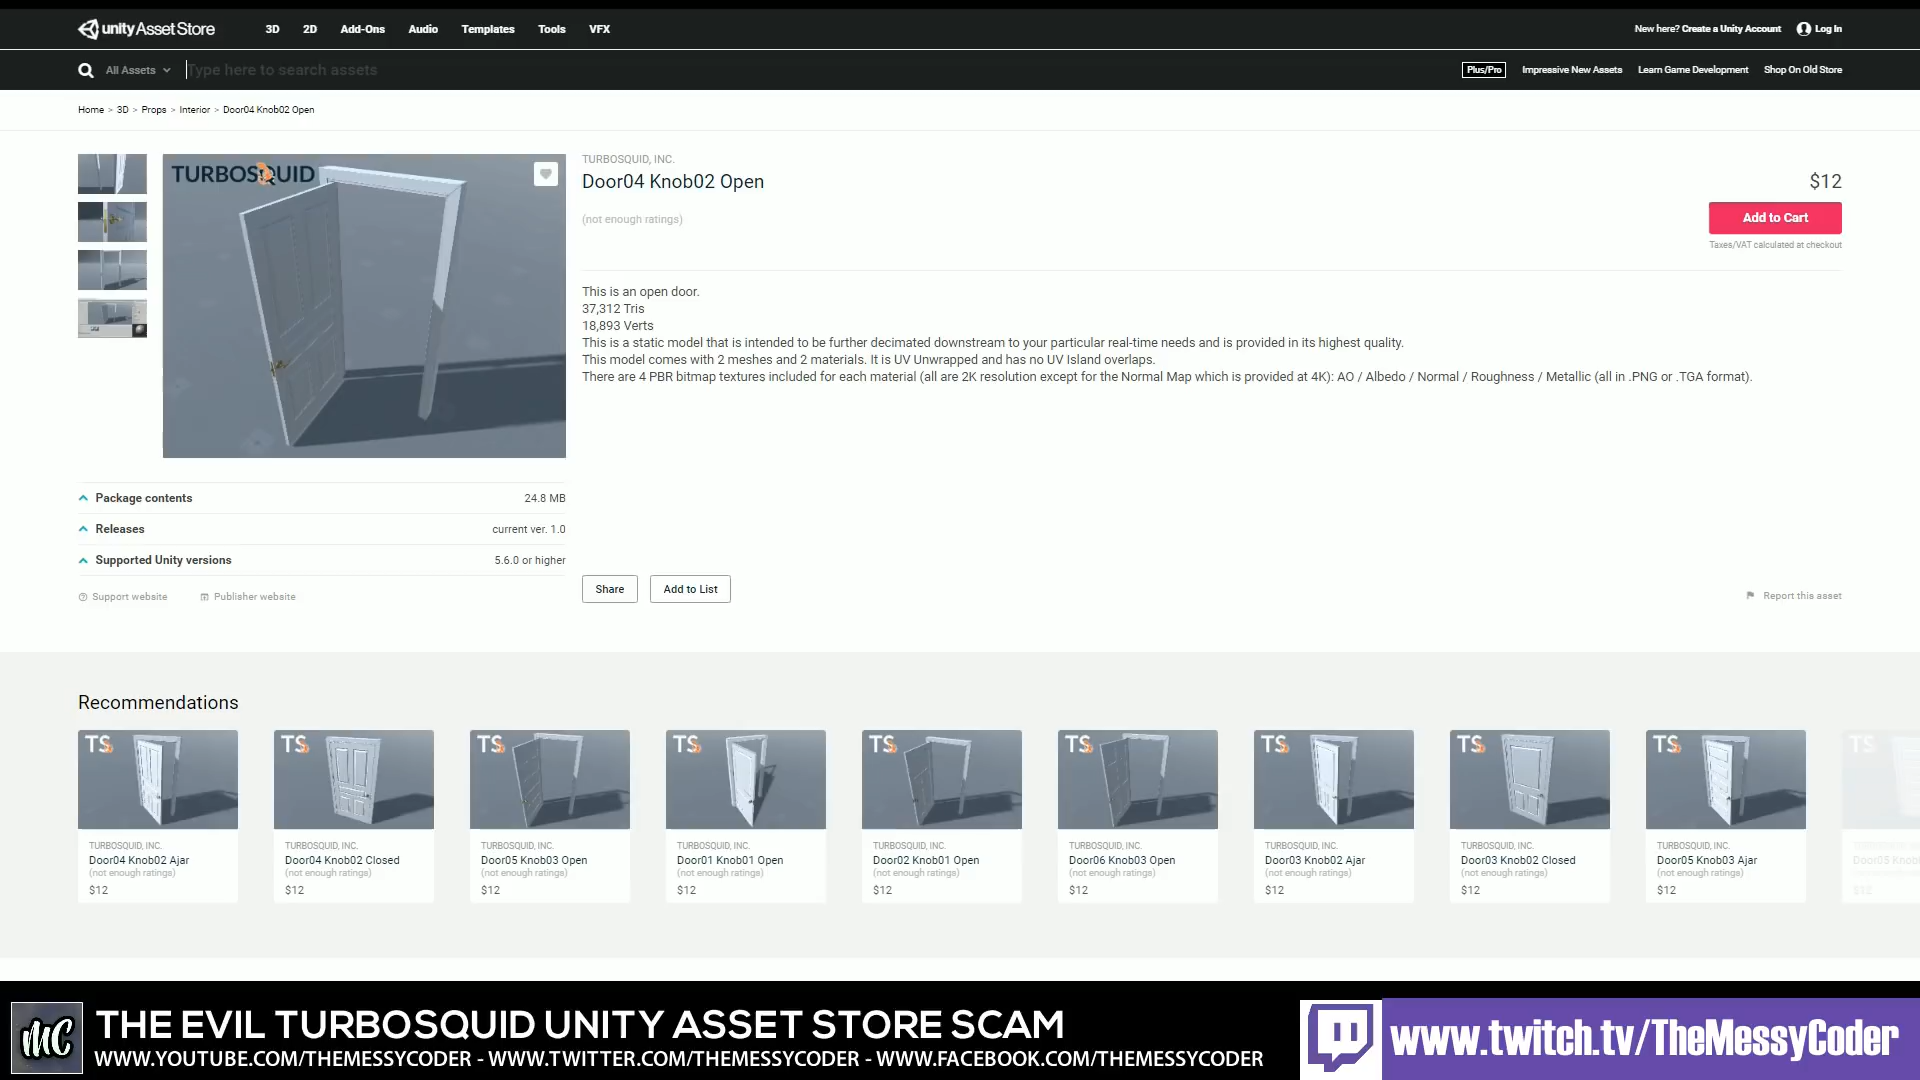 unity Asset Store
3D 2D Add-Ons Audio Templates Tools VFX
New here? Create a Unity Account Log In
All Assets Type here to search assets
Plus/Pro Impressive New Assets Learn Game Development Shop On Old Store
Home > 3D > Props > Interior > Door04 Knob02 Open
TURBOSQUID
TURBOSQUID, INC.
Door04 Knob02 Open
(not enough ratings)
$12
Add to Cart
Taxes/VAT calculated at checkout
This is an open door.
37,312 Tris
18,893 Verts
This is a static model that is intended to be further decimated downstream to your particular real-time needs and is provided in its highest quality.
This model comes with 2 meshes and 2 materials. It is UV Unwrapped and has no UV Island overlaps.
There are 4 PBR bitmap textures included for each material (all are 2K resolution except for the Normal Map which is provided at 4K): AO / Albedo / Normal / Roughness / Metallic (all in .PNG or .TGA format).
Package contents 24.8 MB
Releases current ver. 1.0
Supported Unity versions 5.6.0 or higher
Support website Publisher website
Share Add to List
Report this asset
Recommendations
TS TS TS TS TS TS TS TS TS TS
TURBOSQUID, INC. TURBOSQUID, INC. TURBOSQUID, INC. TURBOSQUID, INC. TURBOSQUID, INC. TURBOSQUID, INC. TURBOSQUID, INC. TURBOSQUID, INC. TURBOSQUID, INC.
Door04 Knob02 Ajar Door04 Knob02 Closed Door05 Knob03 Open Door01 Knob01 Open Door02 Knob01 Open Door06 Knob03 Open Door03 Knob02 Ajar Door03 Knob02 Closed Door05 Knob03 Ajar
(not enough ratings) (not enough ratings) (not enough ratings) (not enough ratings) (not enough ratings) (not enough ratings) (not enough ratings) (not enough ratings) (not enough ratings)
$12 $12 $12 $12 $12 $12 $12 $12 $12 $12
MC
THE EVIL TURBOSQUID UNITY ASSET STORE SCAM
WWW.YOUTUBE.COM/THEMESSYCODER - WWW.TWITTER.COM/THEMESSYCODER - WWW.FACEBOOK.COM/THEMESSYCODER
www.twitch.tv/TheMessyCoder